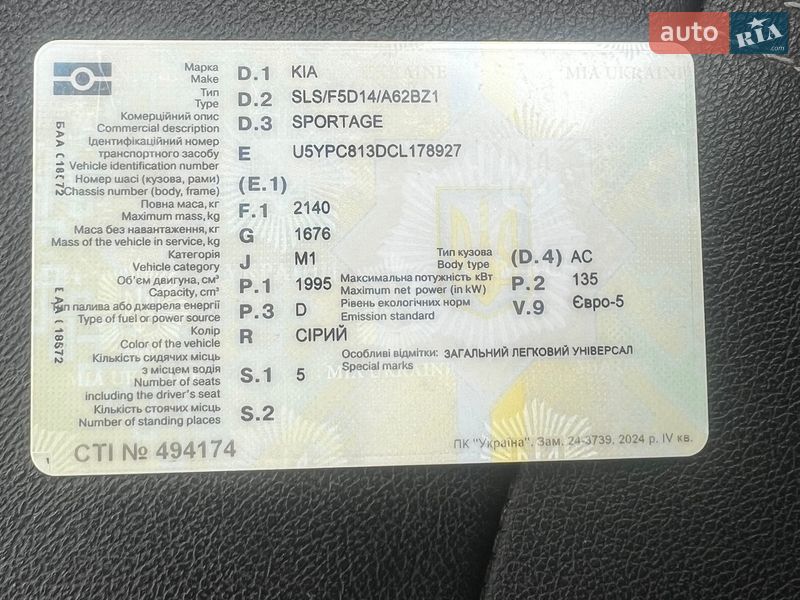 auto RIA .com
Марка
Make D.1 KIA
MIA UKRAINE
Тип
Type D.2 SLS/F5D14/A62BZ1
Комерційний опис
Commercial description D.3 SPORTAGE
Ідентифікаційний номер
транспортного засобу
Vehicle identification number E U5YPC813DCL178927
Номер шасі (кузова, рами)
Chassis number (body, frame) (E.1)
Повна маса, кг
Maximum mass, kg F.1 2140
Маса без навантаження, кг
Mass of the vehicle in service, kg G 1676
Категорія
Vehicle category J M1
Тип кузова
Body type (D.4) AC
Об'єм двигуна, см³
Capacity, cm³ P.1 1995
Максимальна потужність кВт
Maximum net power (in kW) P.2 135
Тип палива або джерела енергії
Type of fuel or power source P.3 D
Рівень екологічних норм
Emission standard V.9 Євро-5
Колір
Color of the vehicle R СІРИЙ
Кількість сидячих місць
з місцем водія
Number of seats
including the driver's seat S.1 5
Особливі відмітки: ЗАГАЛЬНИЙ ЛЕГКОВИЙ УНІВЕРСАЛ
Special marks
MIA UKRAINE
Кількість стоячих місць
Number of standing places S.2
СТІ № 494174
ПК "Україна", Зам. 24-3739, 2024 р. IV кв.